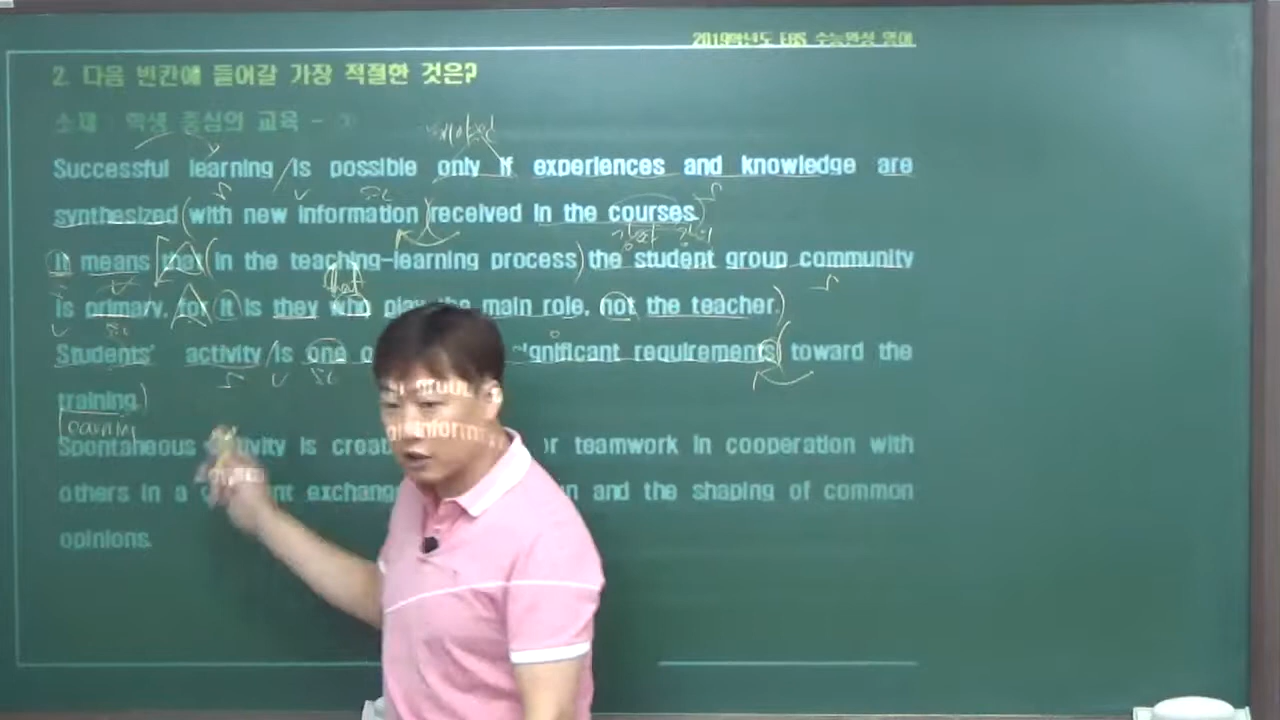 2019학년도 EBS 수능완성 영어
2. 다음 빈칸에 들어갈 가장 적절한 것은?
소재 : 학생 중심의 교육 -
Successful learning is possible only if experiences and knowledge are
synthesized with new information received in the courses.
It means that in the teaching-learning process the student group community
is primary, for it is they who play the main role, not the teacher.
that
Students' activity is one significant requirements toward the
training.
Spontaneous is or teamwork in cooperation with
others in a and the shaping of common
opinions.